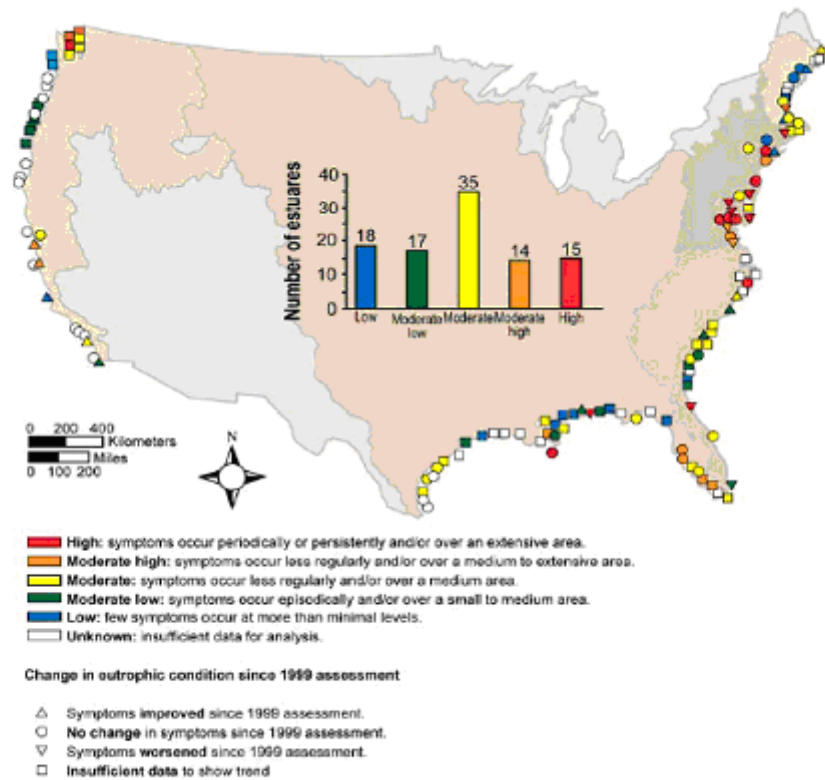 Number of estuares
40
30
20
10
0
18
17
35
14
15
Low
Moderate
low
Moderate
Moderate
high
High
0 200 400
Kilometers
Miles
0 100 200
N
High: symptoms occur periodically or persistently and/or over an extensive area.
Moderate high: symptoms occur less regularly and/or over a medium to extensive area.
Moderate: symptoms occur less regularly and/or over a medium area.
Moderate low: symptoms occur episodically and/or over a small to medium area.
Low: few symptoms occur at more than minimal levels.
Unknown: insufficient data for analysis.
Change in eutrophic condition since 1999 assessment
Symptoms improved since 1999 assessment.
No change in symptoms since 1999 assessment.
Symptoms worsened since 1999 assessment.
Insufficient data to show trend